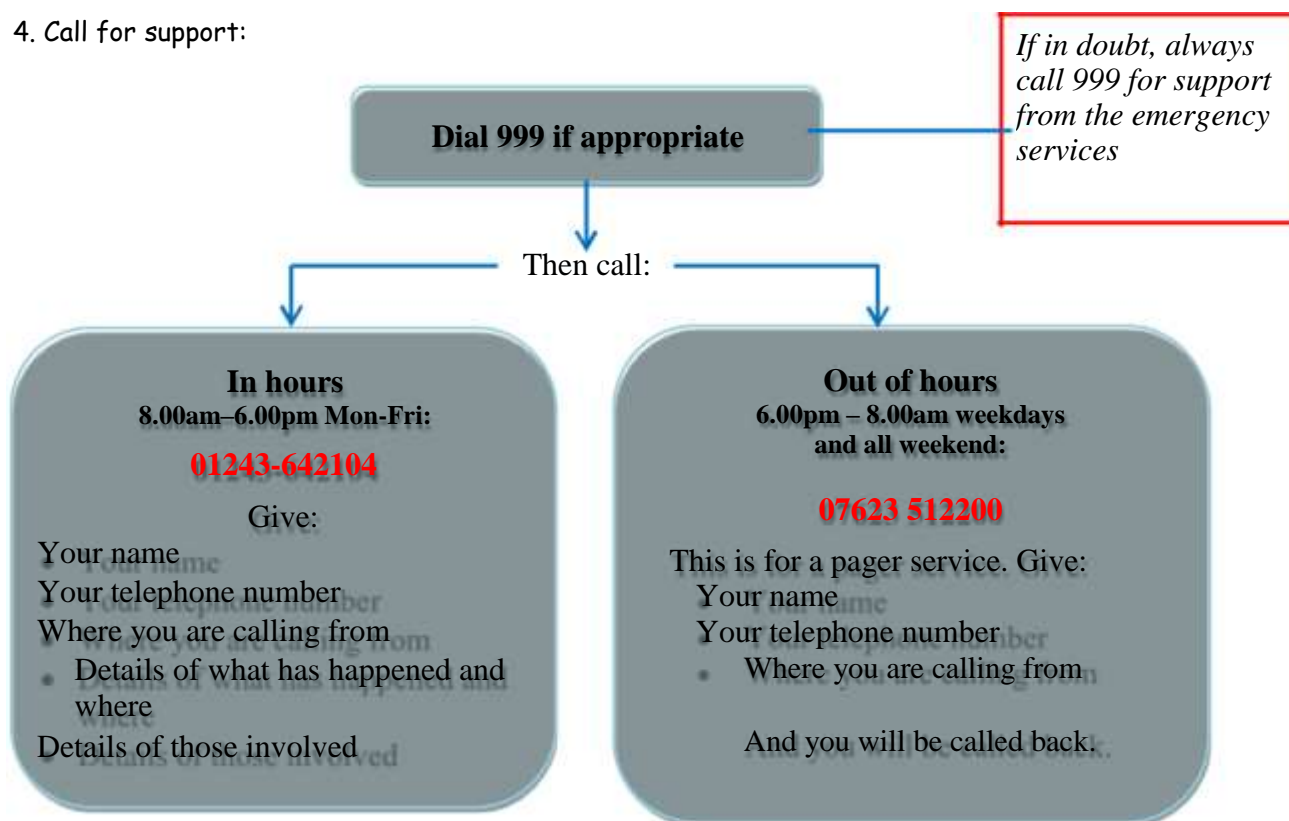 4. Call for support:
If in doubt, always
call 999 for support
from the emergency
services
Dial 999 if appropriate
Then call:
In hours
8.00am–6.00pm Mon-Fri:
01243-642104
Give:
Your name
Your telephone number
Where you are calling from
• Details of what has happened and
where
Details of those involved
Out of hours
6.00pm – 8.00am weekdays
and all weekend:
07623 512200
This is for a pager service. Give:
Your name
Your telephone number
• Where you are calling from
And you will be called back.